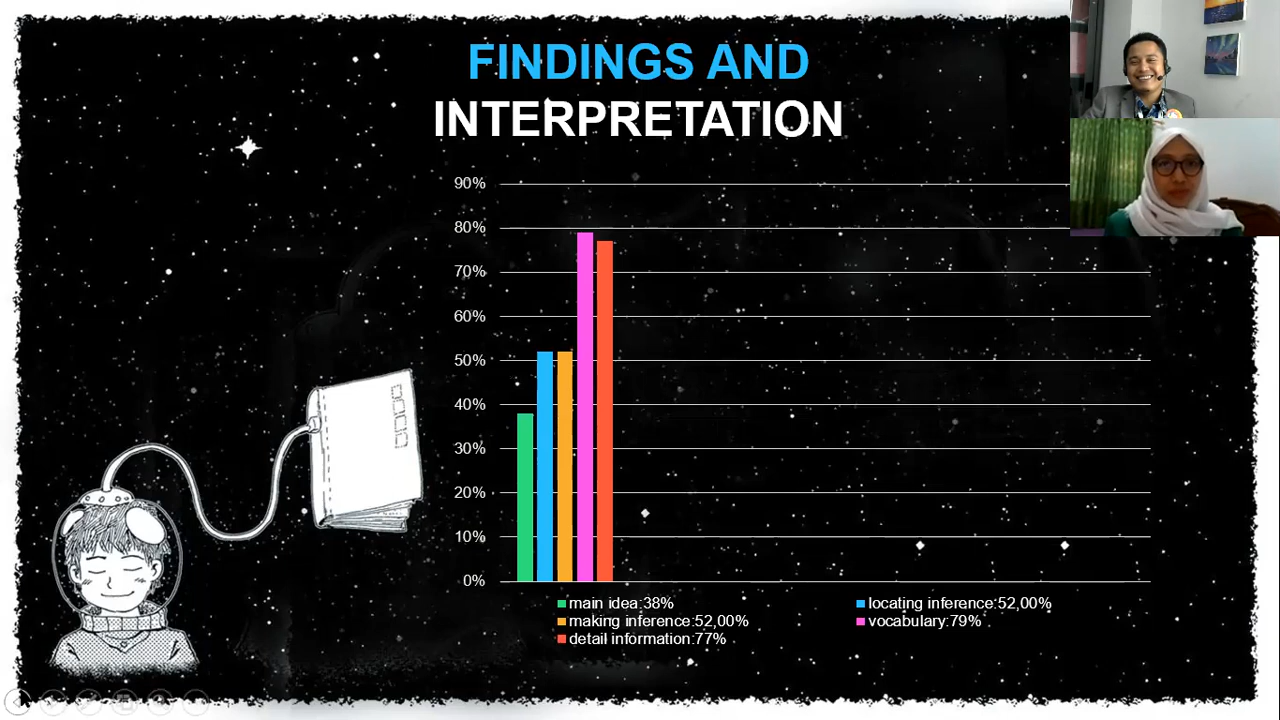 FINDINGS AND
INTERPRETATION
90%
80%
70%
60%
50%
40%
30%
20%
10%
0%
main idea:38%
locating inference:52,00%
making inference:52,00%
vocabulary:79%
detail information:77%